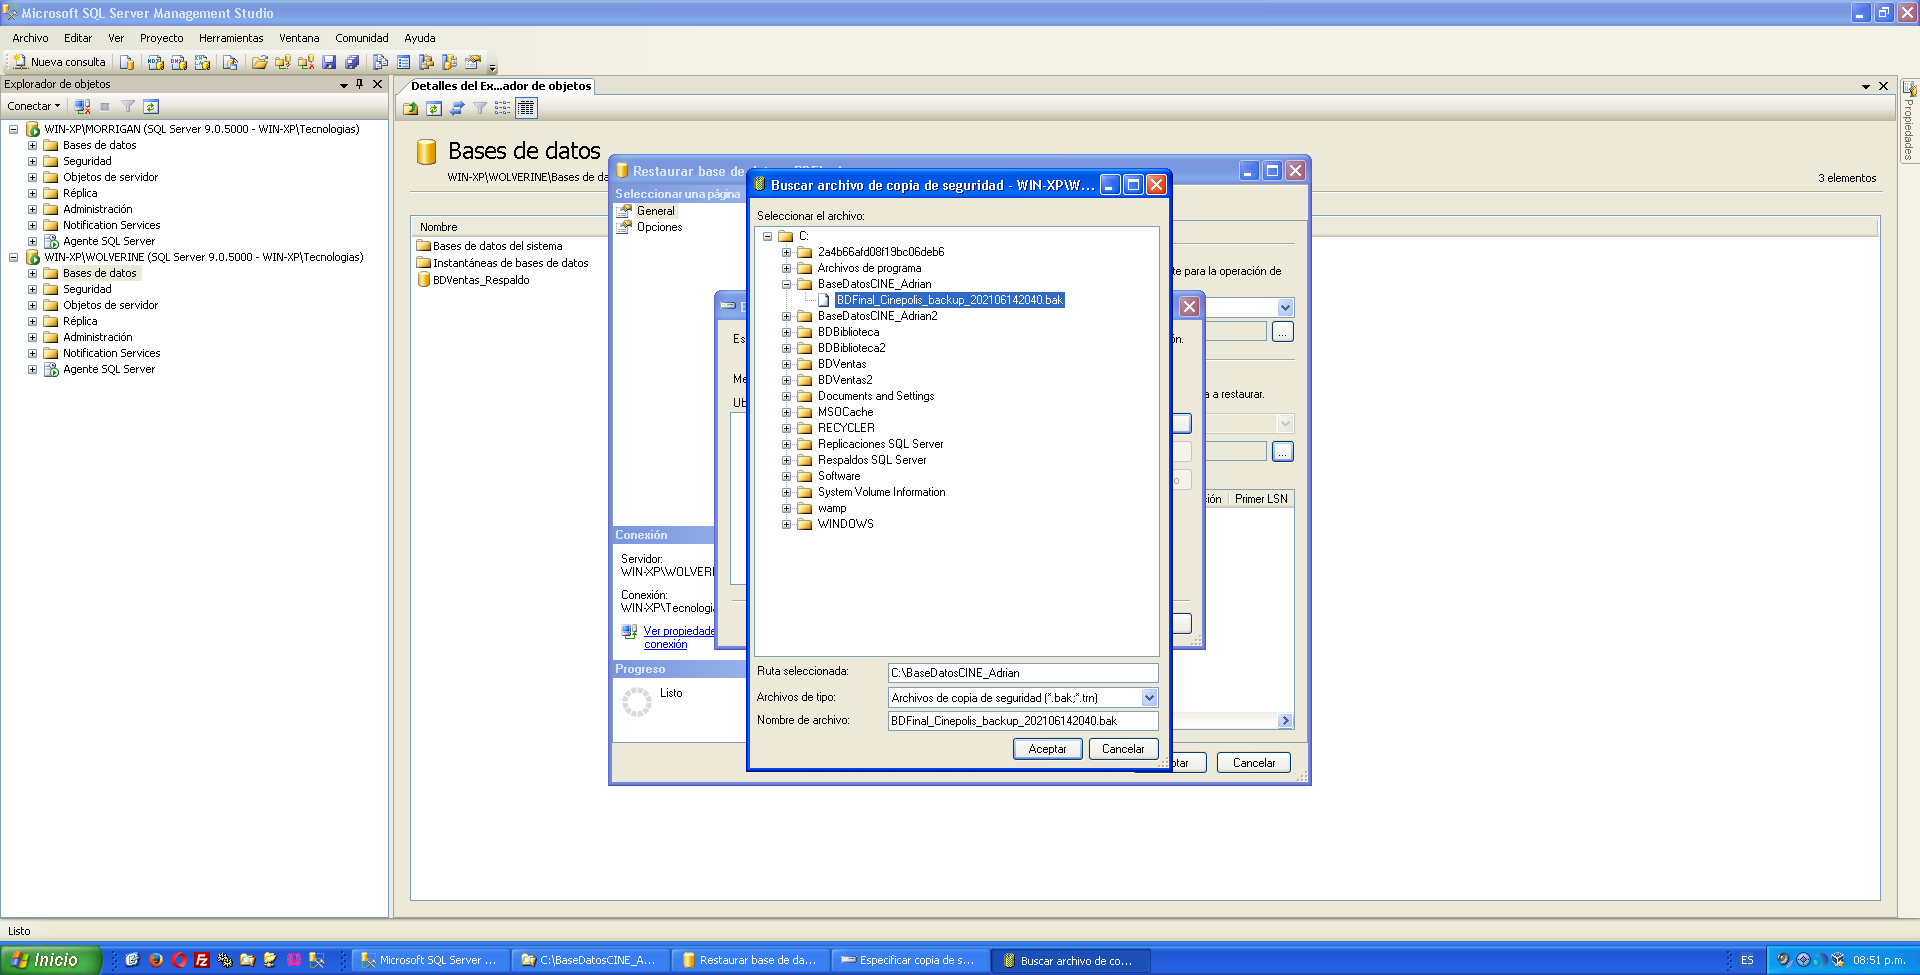 Microsoft SQL Server Management Studio
Archivo Editar Ver Proyecto Herramientas Ventana Comunidad Ayuda
Nueva consulta
Explorador de objetos
Conectar
WIN-XP\MORRIGAN (SQL Server 9.0.5000 - WIN-XP\Tecnologias)
Bases de datos
Seguridad
Objetos de servidor
Réplica
Administración
Notification Services
Agente SQL Server
WIN-XP\WOLVERINE (SQL Server 9.0.5000 - WIN-XP\Tecnologias)
Bases de datos
Seguridad
Objetos de servidor
Réplica
Administración
Notification Services
Agente SQL Server
Detalles del Ex...ador de objetos
Bases de datos
WIN-XP\WOLVERINE\Bases de da
3 elementos
Nombre
Bases de datos del sistema
Instantáneas de bases de datos
BDVentas_Respaldo
Propiedades
Restaurar base de
Seleccionar una página
General
Opciones
te para la operación de
a a restaurar.
ión Primer LSN
Conexión
Servidor:
WIN-XP\WOLVERI
Conexión:
WIN-XP\Tecnologi
Ver propiedade
conexión
Progreso
Listo
tar Cancelar
Es
ón.
Me
Buscar archivo de copia de seguridad - WIN-XP\W...
Seleccionar el archivo:
C:
2a4b66afd08f19bc06deb6
Archivos de programa
BaseDatosCINE_Adrian
BDFinal_Cinepolis_backup_202106142040.bak
BaseDatosCINE_Adrian2
BDBiblioteca
BDBiblioteca2
BDVentas
BDVentas2
Documents and Settings
MSOCache
RECYCLER
Replicaciones SQL Server
Respaldos SQL Server
Software
System Volume Information
wamp
WINDOWS
Ruta seleccionada: C:\BaseDatosCINE_Adrian
Archivos de tipo: Archivos de copia de seguridad (*.bak;*.trn)
Nombre de archivo: BDFinal_Cinepolis_backup_202106142040.bak
Aceptar Cancelar
Listo
Inicio Microsoft SQL Server ... C:\BaseDatosCINE_A... Restaurar base de da... Especificar copia de s... Buscar archivo de co... ES 08:51 p.m.